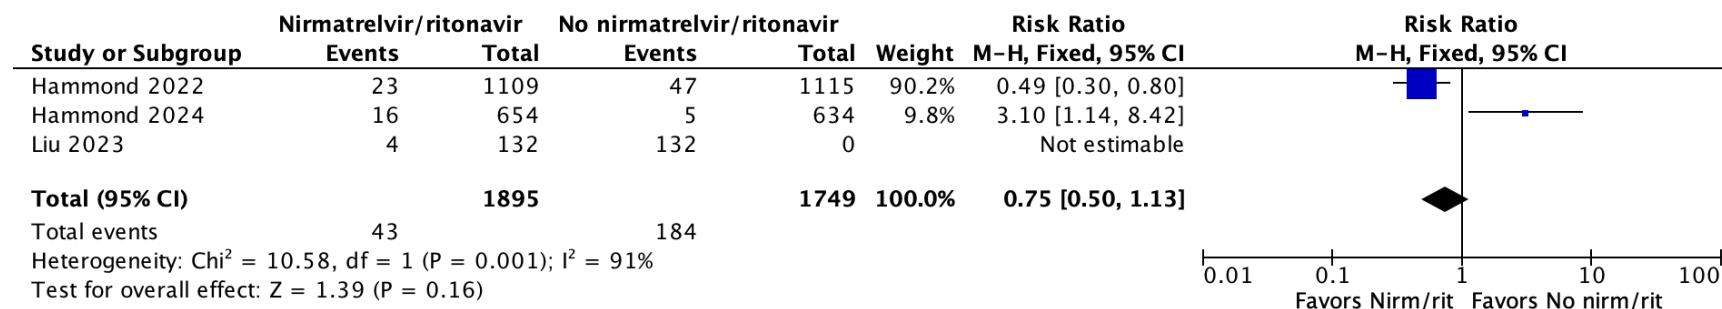 Nirmatrelvir/ritonavir No nirmatrelvir/ritonavir Risk Ratio Risk Ratio
Study or Subgroup Events Total Events Total Weight M-H, Fixed, 95% CI M-H, Fixed, 95% CI
Hammond 2022 23 1109 47 1115 90.2% 0.49 [0.30, 0.80]
Hammond 2024 16 654 5 634 9.8% 3.10 [1.14, 8.42]
Liu 2023 4 132 132 0 Not estimable
Total (95% CI) 1895 1749 100.0% 0.75 [0.50, 1.13]
Total events 43 184
Heterogeneity: Chi² = 10.58, df = 1 (P = 0.001); I² = 91%
Test for overall effect: Z = 1.39 (P = 0.16)
0.01 0.1 1 10 100
Favors Nirm/rit Favors No nirm/rit